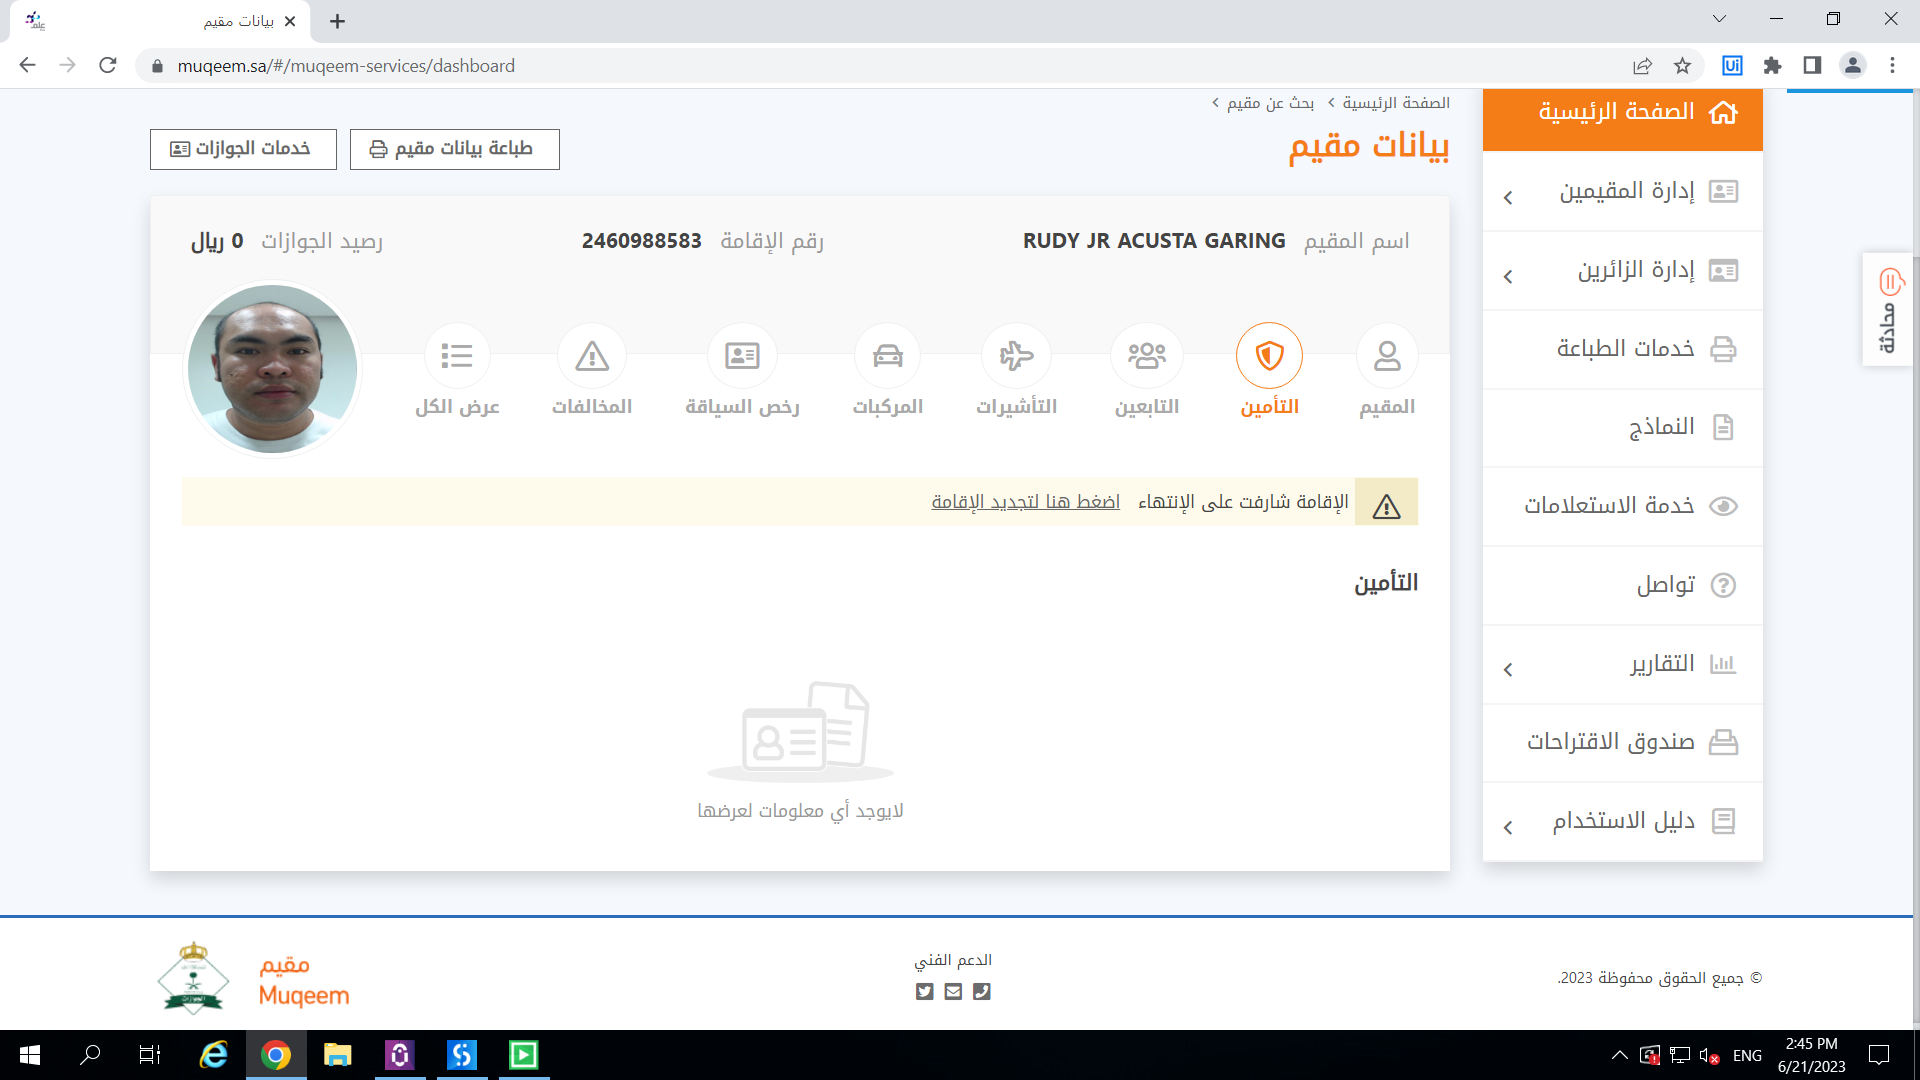 بيانات مقيم
muqeem.sa/#/muqeem-services/dashboard
الصفحة الرئيسية
بحث عن مقيم
بيانات مقيم
طباعة بيانات مقيم
خدمات الجوازات
اسم المقيم RUDY JR ACUSTA GARING
رقم الإقامة 2460988583
رصيد الجوازات 0 ريال
المقيم
التأمين
التابعين
التأشيرات
المركبات
رخص السياقة
المخالفات
عرض الكل
الإقامة شارفت على الإنتهاء اضغط هنا لتجديد الإقامة
التأمين
لايوجد أي معلومات لعرضها
الصفحة الرئيسية
إدارة المقيمين
إدارة الزائرين
خدمات الطباعة
النماذج
خدمة الاستعلامات
تواصل
التقارير
صندوق الاقتراحات
دليل الاستخدام
محادثة
© جميع الحقوق محفوظة 2023.
الدعم الفني
مقيم
Muqeem
الجوازات
ENG
2:45 PM
6/21/2023